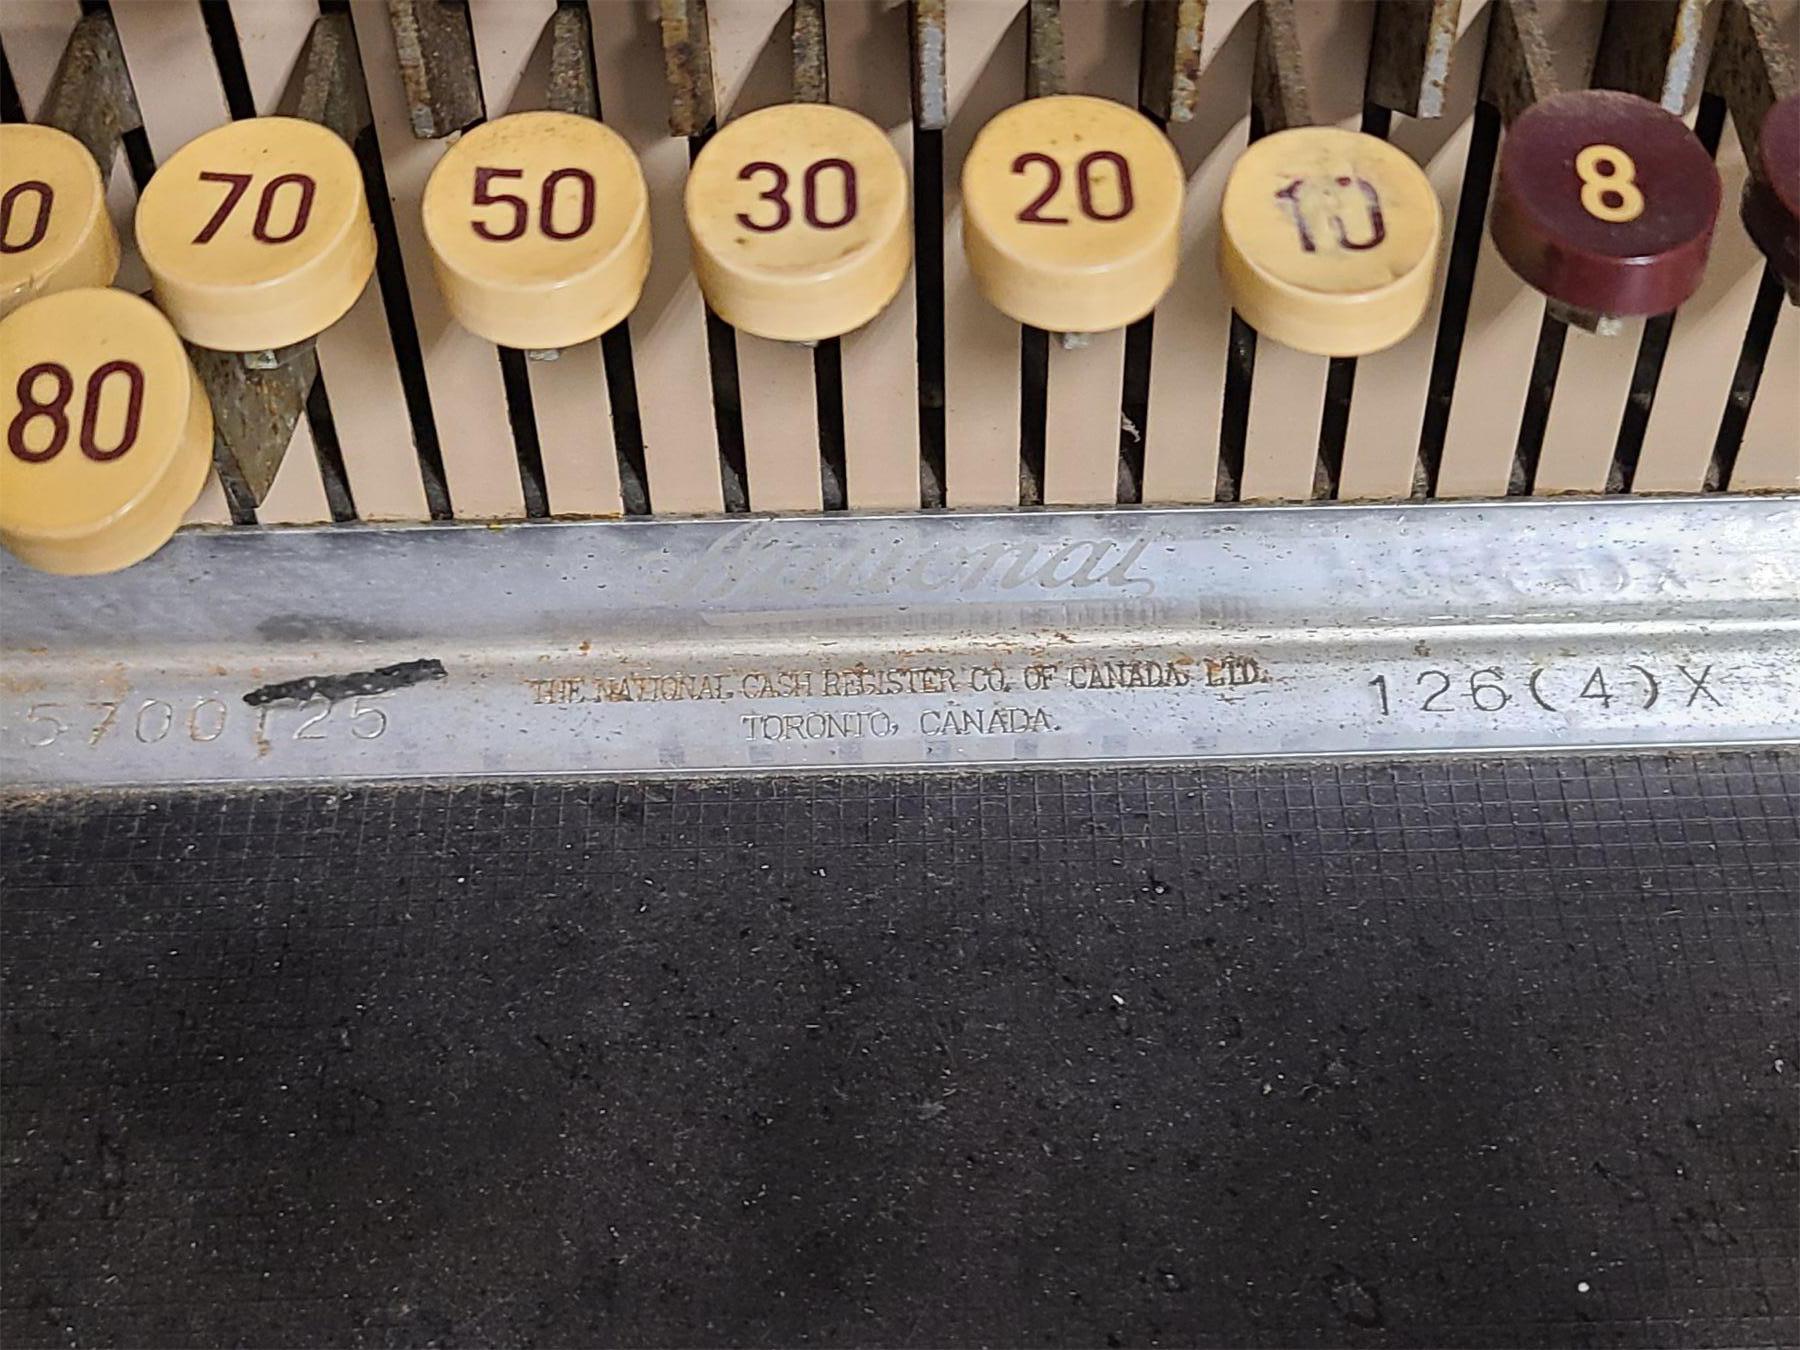 70 50 30 20 10 8
80
National
THE NATIONAL CASH REGISTER CO. OF CANADA, LTD.
5700125 TORONTO, CANADA. 126(4)X